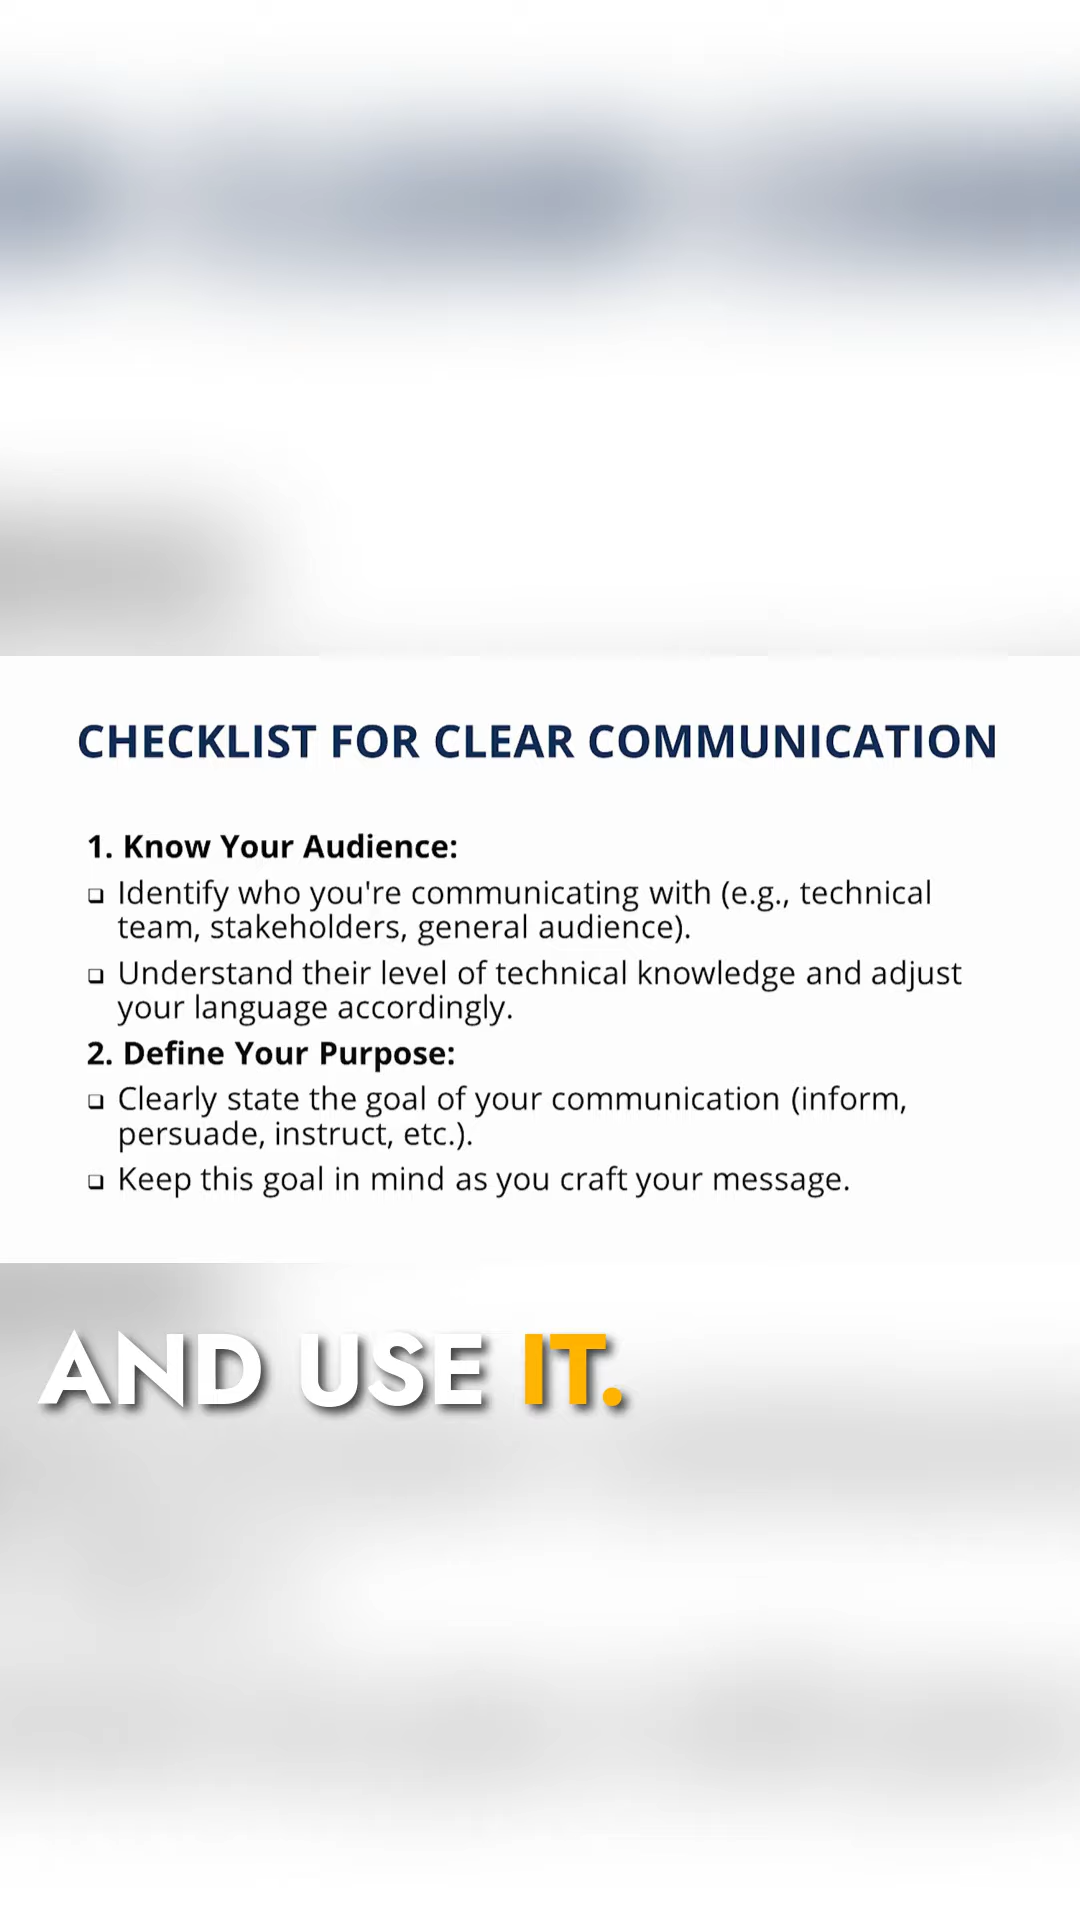 CHECKLIST FOR CLEAR COMMUNICATION
1. Know Your Audience:
❑ Identify who you're communicating with (e.g., technical
team, stakeholders, general audience).
❑ Understand their level of technical knowledge and adjust
your language accordingly.
2. Define Your Purpose:
❑ Clearly state the goal of your communication (inform,
persuade, instruct, etc.).
❑ Keep this goal in mind as you craft your message.
AND USE IT.